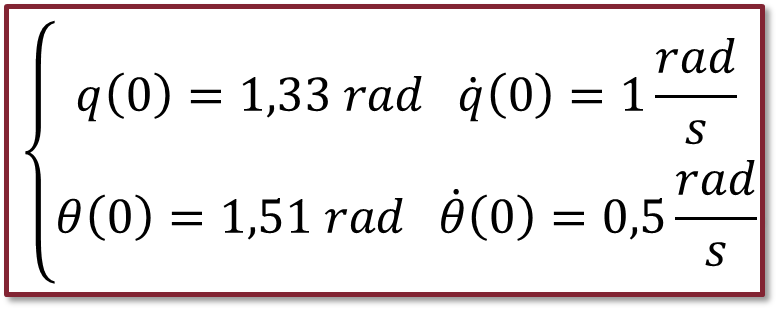 q(0) = 1,33 rad q̇(0) = 1 rad/s
θ(0) = 1,51 rad θ̇(0) = 0,5 rad/s